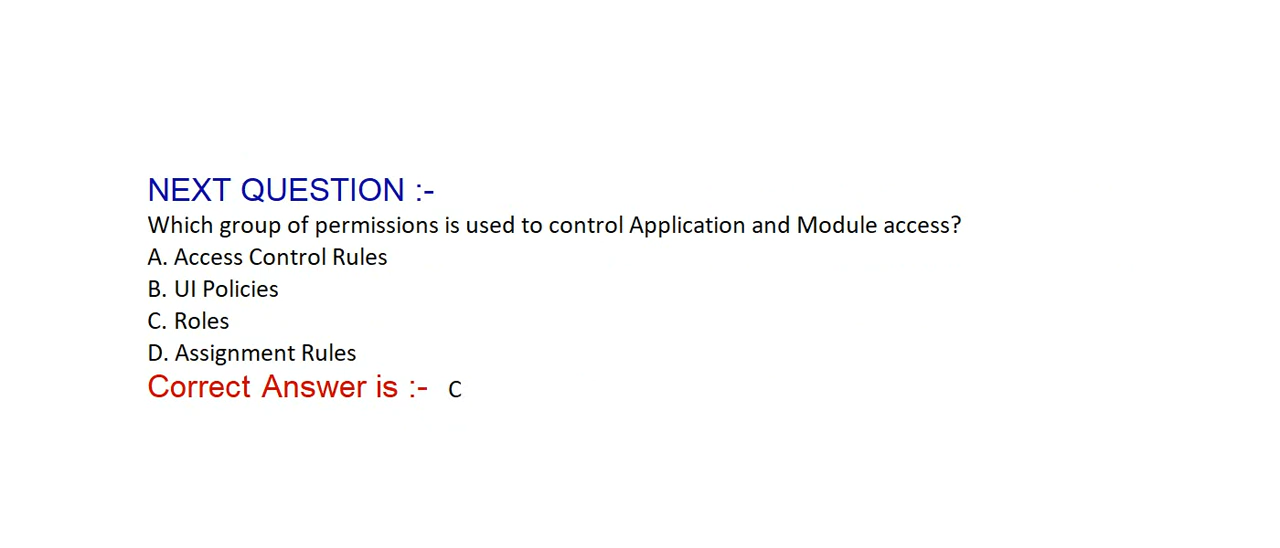 NEXT QUESTION :-
Which group of permissions is used to control Application and Module access?
A. Access Control Rules
B. UI Policies
C. Roles
D. Assignment Rules
Correct Answer is :- C